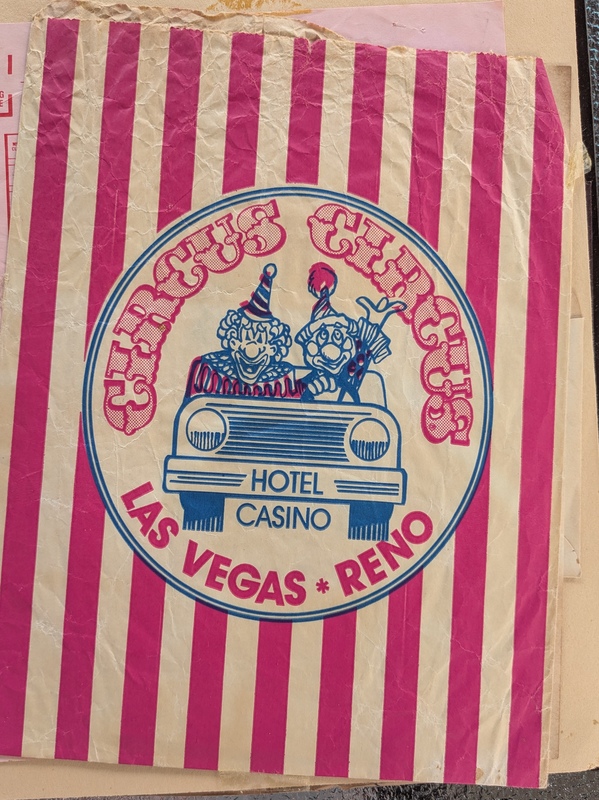 CIRCUS CIRCUS
HOTEL
CASINO
LAS VEGAS * RENO